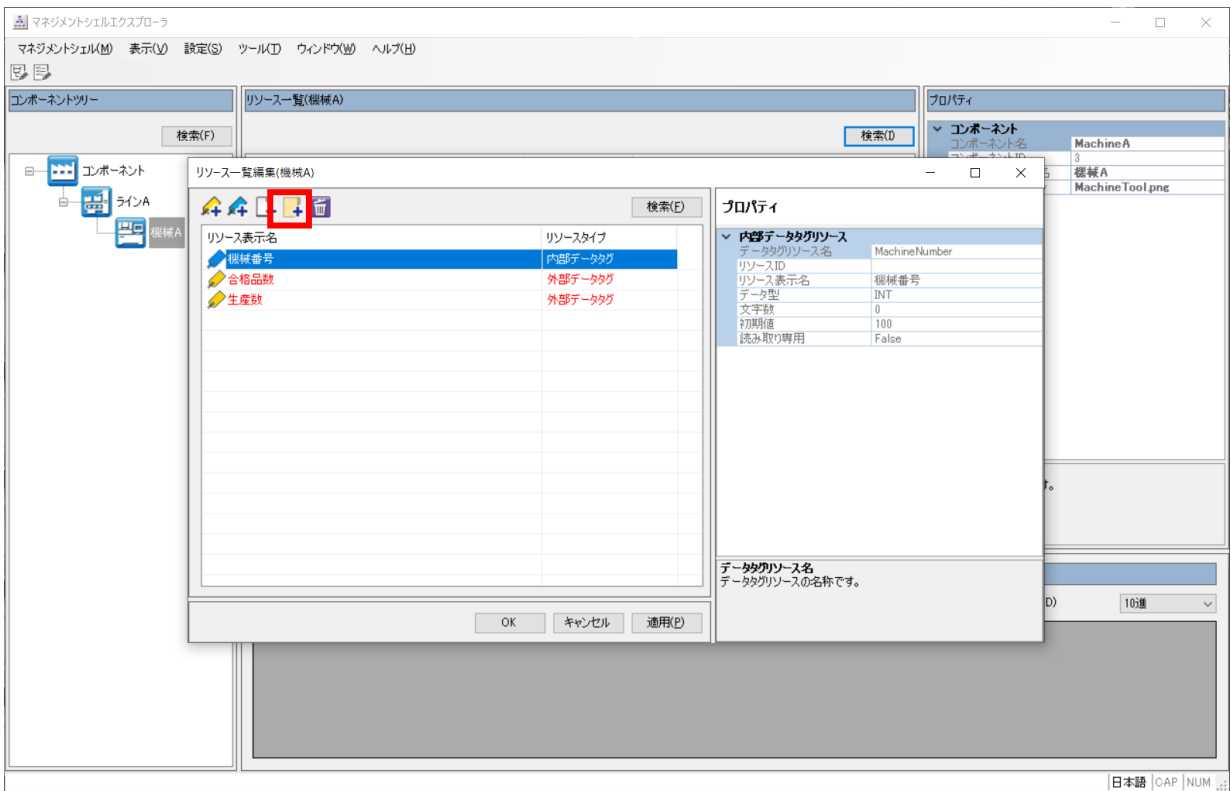 マネジメントシェルエクスプローラ
マネジメントシェル(M) 表示(V) 設定(S) ツール(T) ウィンドウ(W) ヘルプ(H)
コンポーネントツリー
リソース一覧(機械A)
プロパティ
検索(F)
検索(I)
コンポーネント
コンポーネント名 MachineA
コンポーネントID 3
機械A
MachineTool.png
コンポーネント
ラインA
機械A
リソース一覧編集(機械A)
検索(E)
プロパティ
リソース表示名 リソースタイプ
機械番号 内部データタグ
合格品数 外部データタグ
生産数 外部データタグ
内部データタグリソース
データタグリソース名 MachineNumber
リソースID
リソース表示名 機械番号
データ型 INT
文字数 0
初期値 100
読み取り専用 False
す。
データタグリソース名
データタグリソースの名称です。
OK キャンセル 適用(P)
D) 10進
日本語 CAP NUM